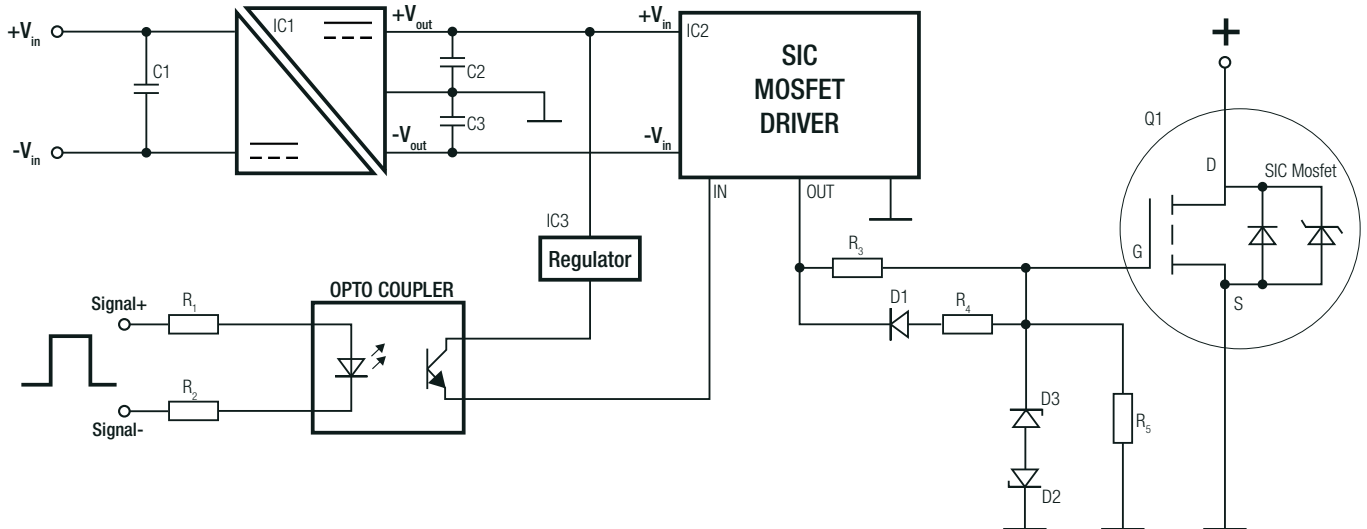 +Vin
-Vin
C1
IC1
+Vout
-Vout
C2
C3
+Vin
-Vin
IC2
SIC
MOSFET
DRIVER
IN
OUT
IC3
Regulator
OPTO COUPLER
Signal+
Signal-
R1
R2
R3
D1
R4
D3
D2
R5
+
Q1
D
SIC Mosfet
G
S